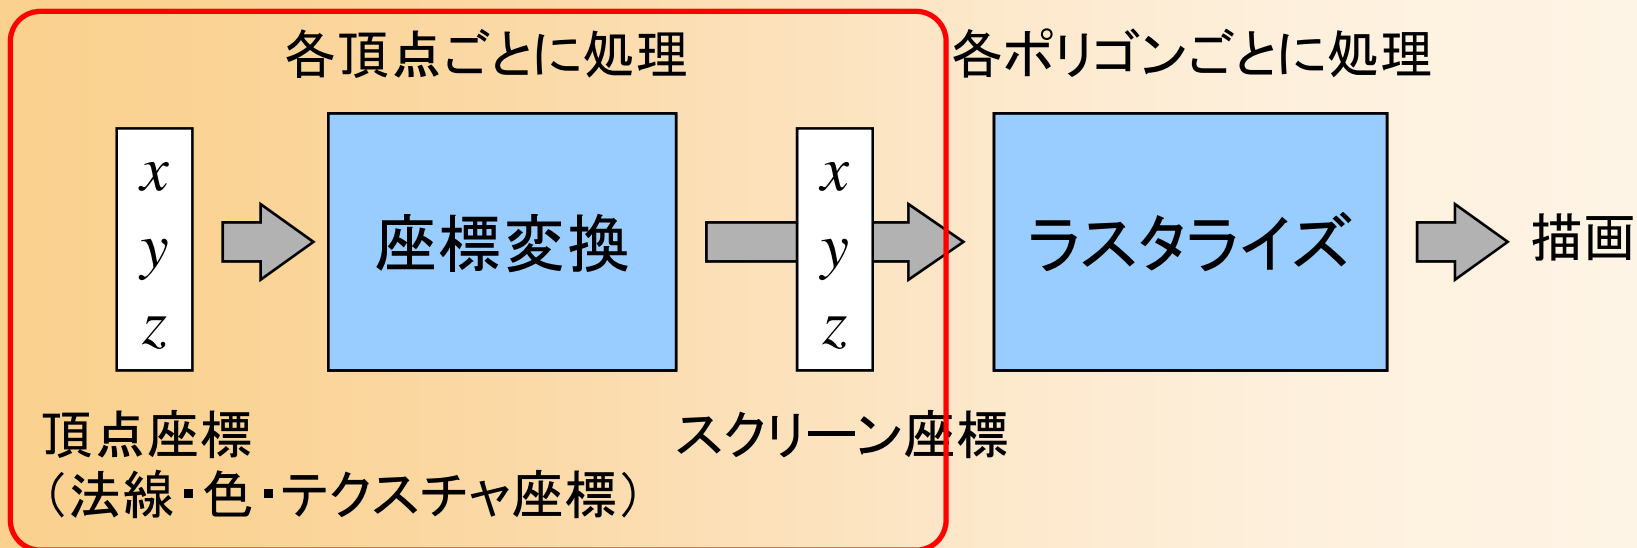 各頂点ごとに処理
各ポリゴンごとに処理
x
y
z
座標変換
x
y
z
ラスタライズ
描画
頂点座標
（法線・色・テクスチャ座標）
スクリーン座標